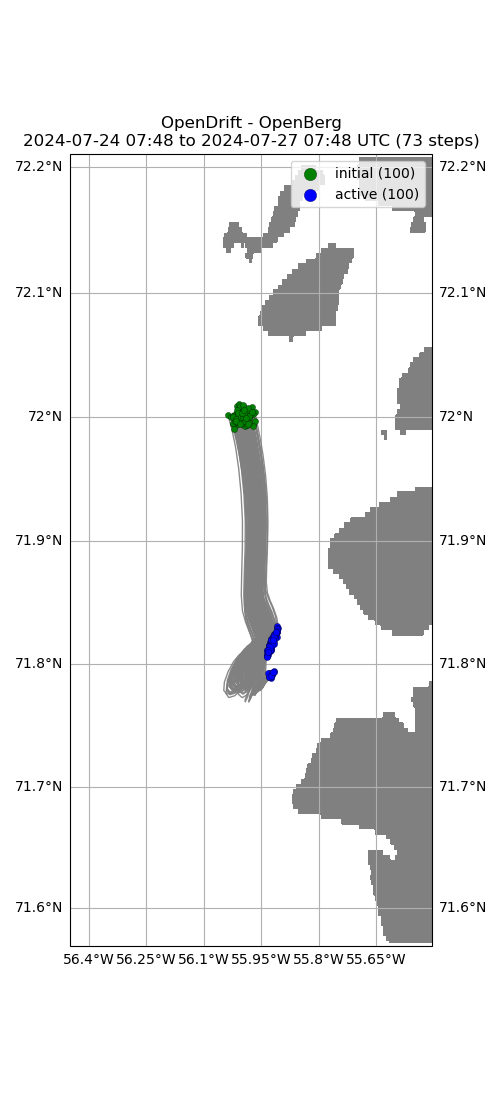 OpenDrift - OpenBerg
2024-07-24 07:48 to 2024-07-27 07:48 UTC (73 steps)
initial (100)
active (100)
72.2°N 72.2°N
72.1°N 72.1°N
72°N 72°N
71.9°N 71.9°N
71.8°N 71.8°N
71.7°N 71.7°N
71.6°N 71.6°N
56.4°W 56.25°W 56.1°W 55.95°W 55.8°W 55.65°W